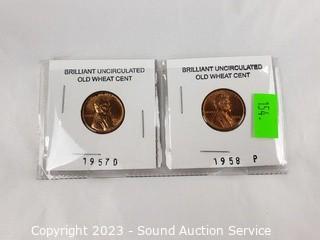 BRILLIANT UNCIRCULATED
OLD WHEAT CENT
1957D
BRILLIANT UNCIRCULATED
OLD WHEAT CENT
1958 P
154.
Copyright 2023 - Sound Auction Service